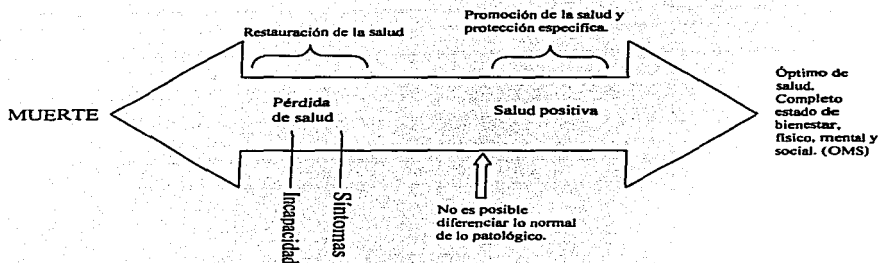 Promoción de la salud y
protección especifica.
Restauración de la salud
MUERTE
Pérdida
de salud
Salud positiva
Óptimo de
salud.
Completo
estado de
bienestar,
físico, mental y
social. (OMS)
Incapacidad
Síntomas
No es posible
diferenciar lo normal
de lo patológico.